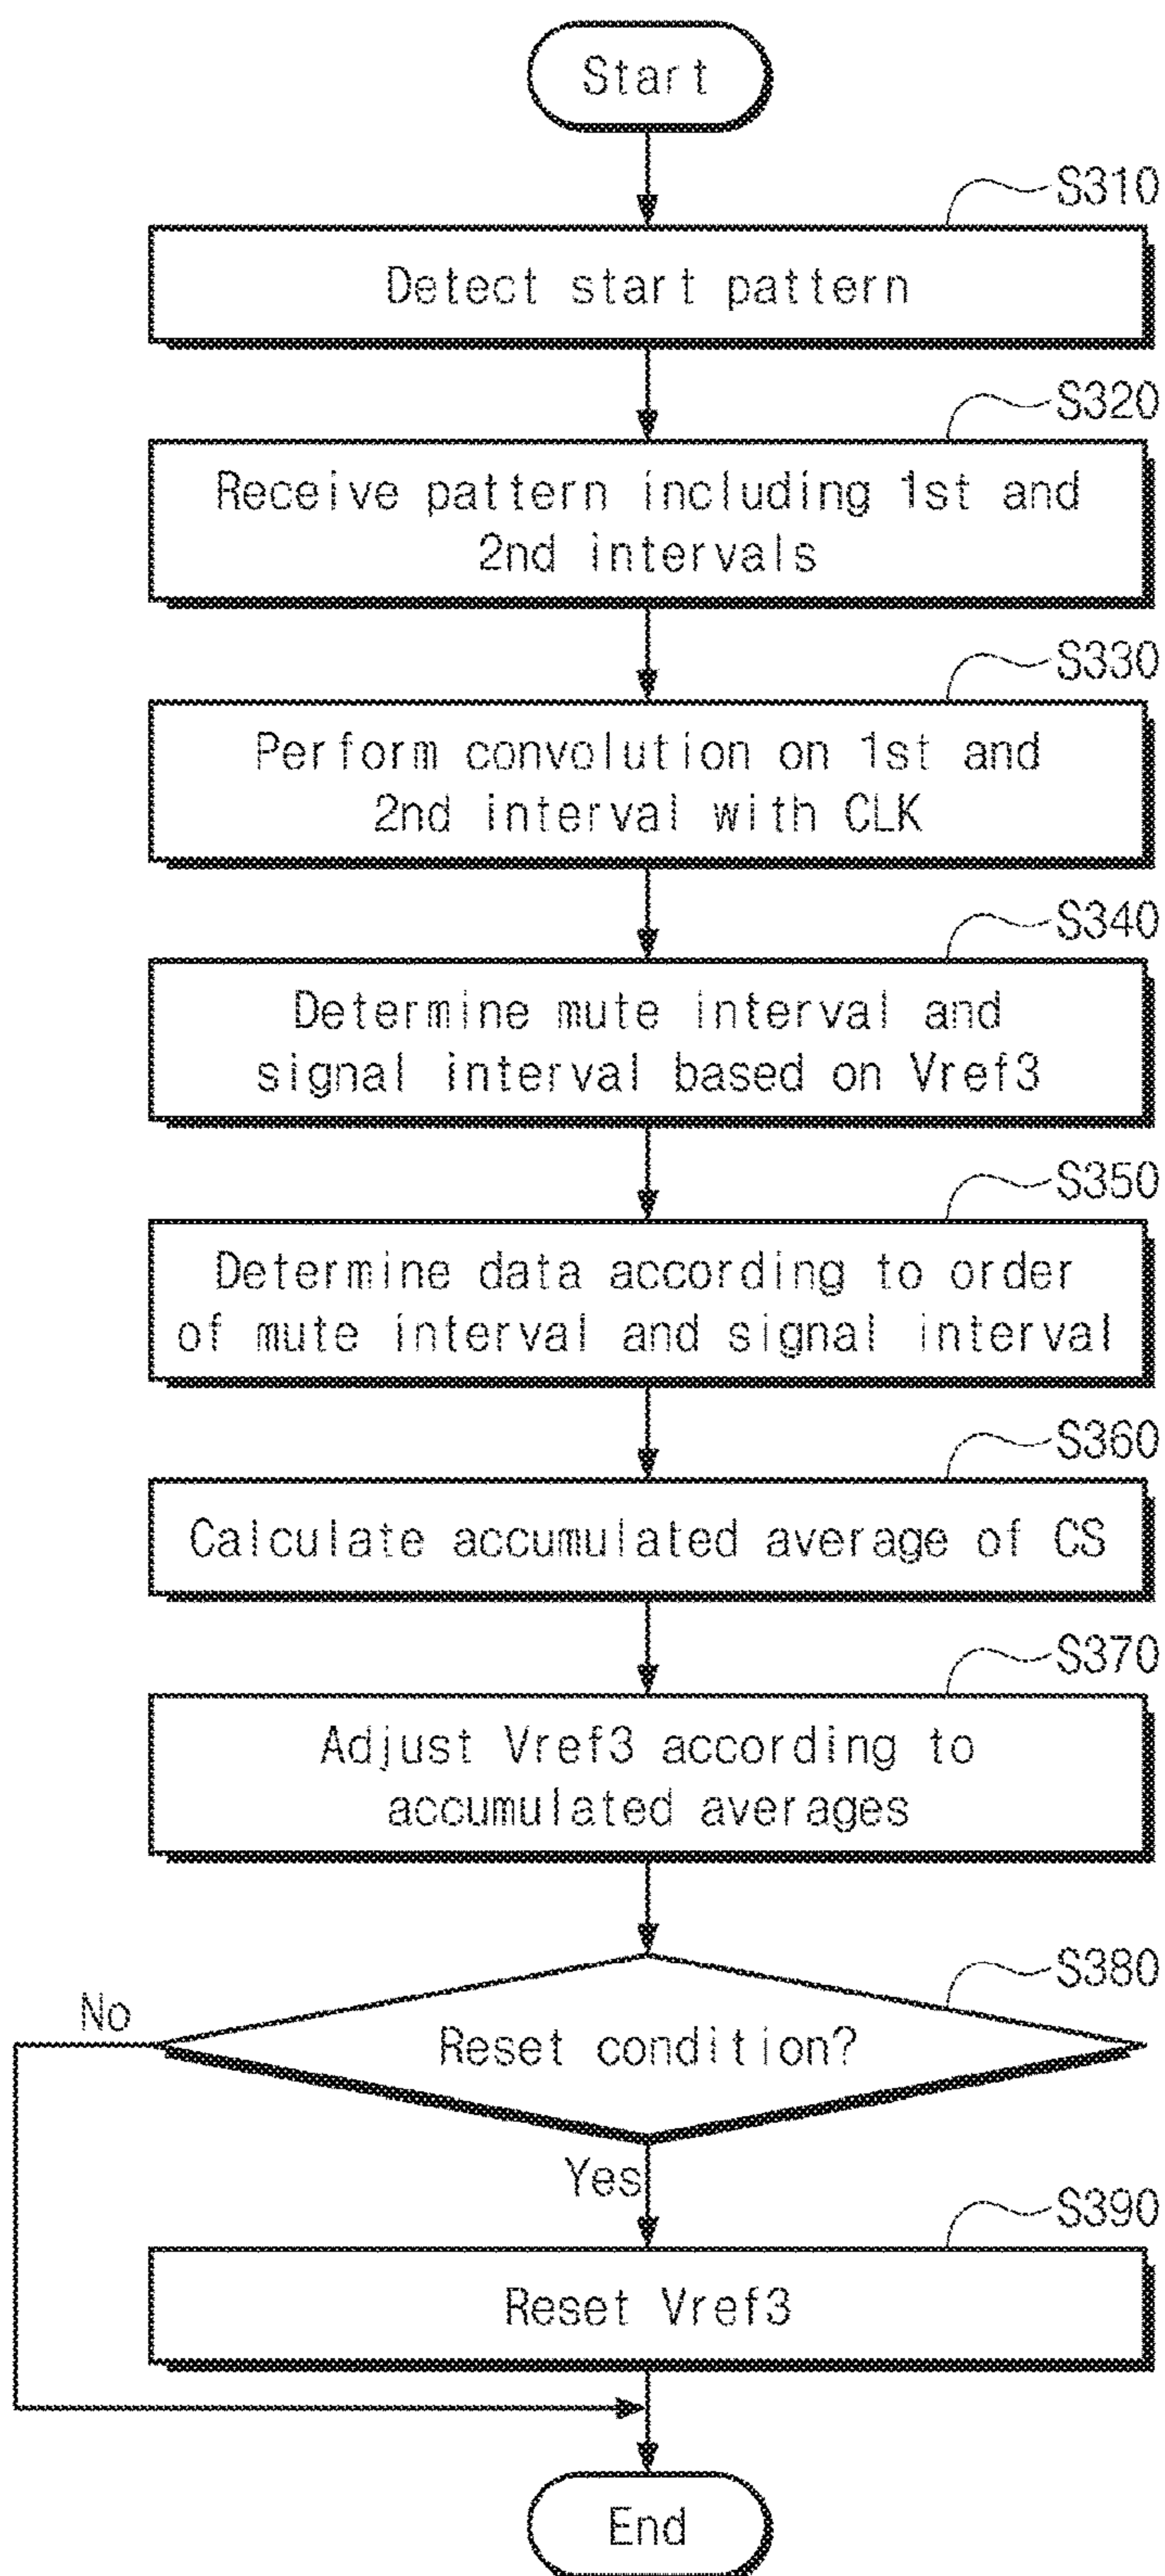 Start
S310
Detect start pattern
S320
Receive pattern including 1st and
2nd intervals
S330
Perform convolution on 1st and
2nd interval with CLK
S340
Determine mute interval and
signal interval based on Vref3
S350
Determine data according to order
of mute interval and signal interval
S360
Calculate accumulated average of CS
S370
Adjust Vref3 according to
accumulated averages
S380
No
Reset condition?
Yes
S390
Reset Vref3
End